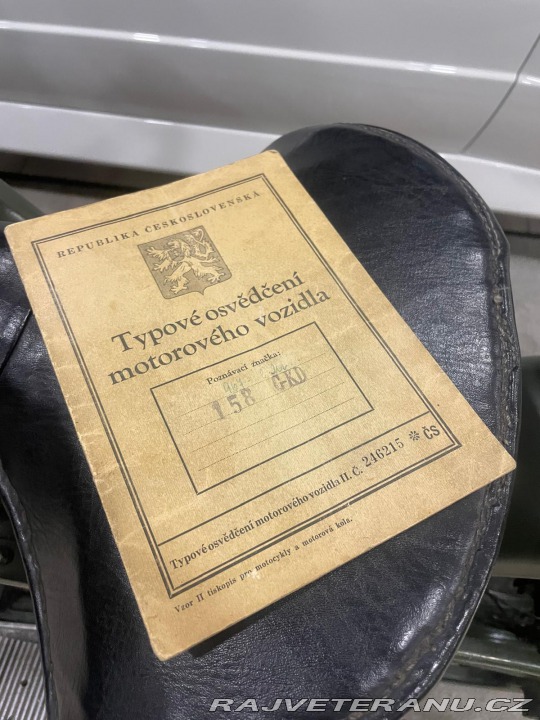 REPUBLIKA ČESKOSLOVENSKÁ
Typové osvědčení
motorového vozidla
Poznávací značka:
158 ČKD
Typové osvědčení motorového vozidla II. Č. 246215 * ČS
Vzor II tiskopis pro motocykly a motorová kola.
RAJVETERANU.CZ